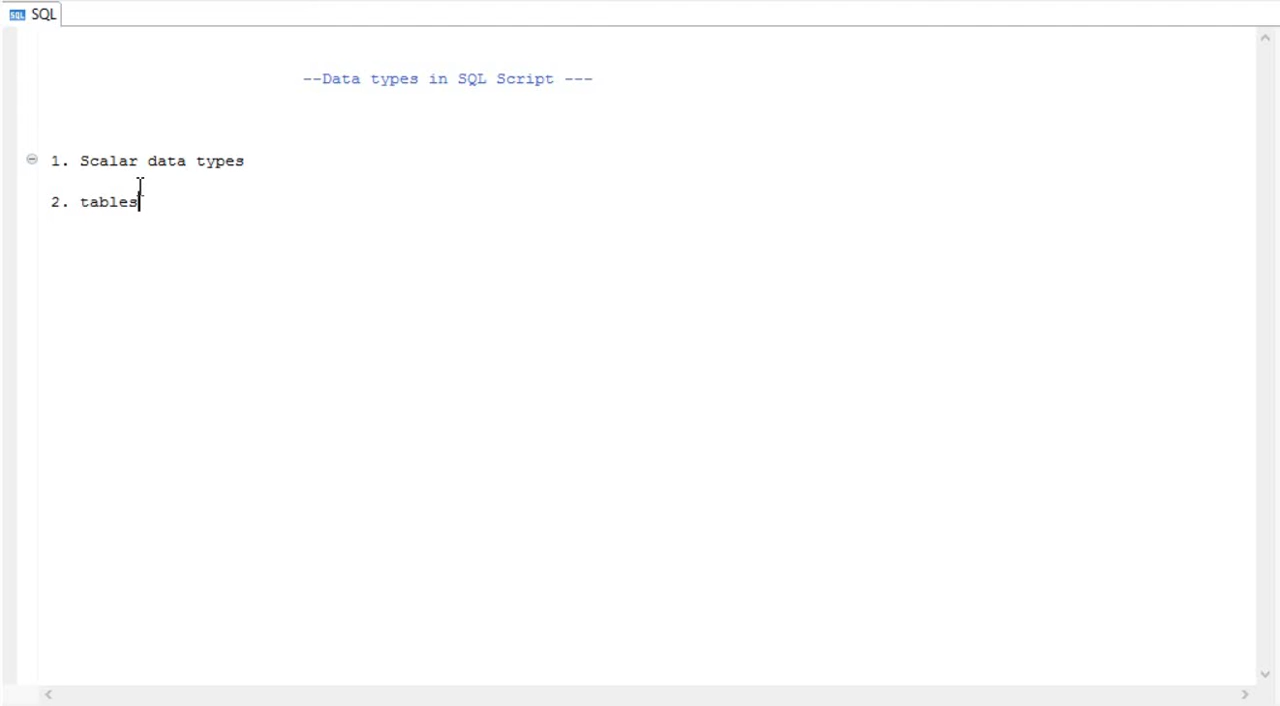 SQL
--Data types in SQL Script ---
1. Scalar data types
2. tables